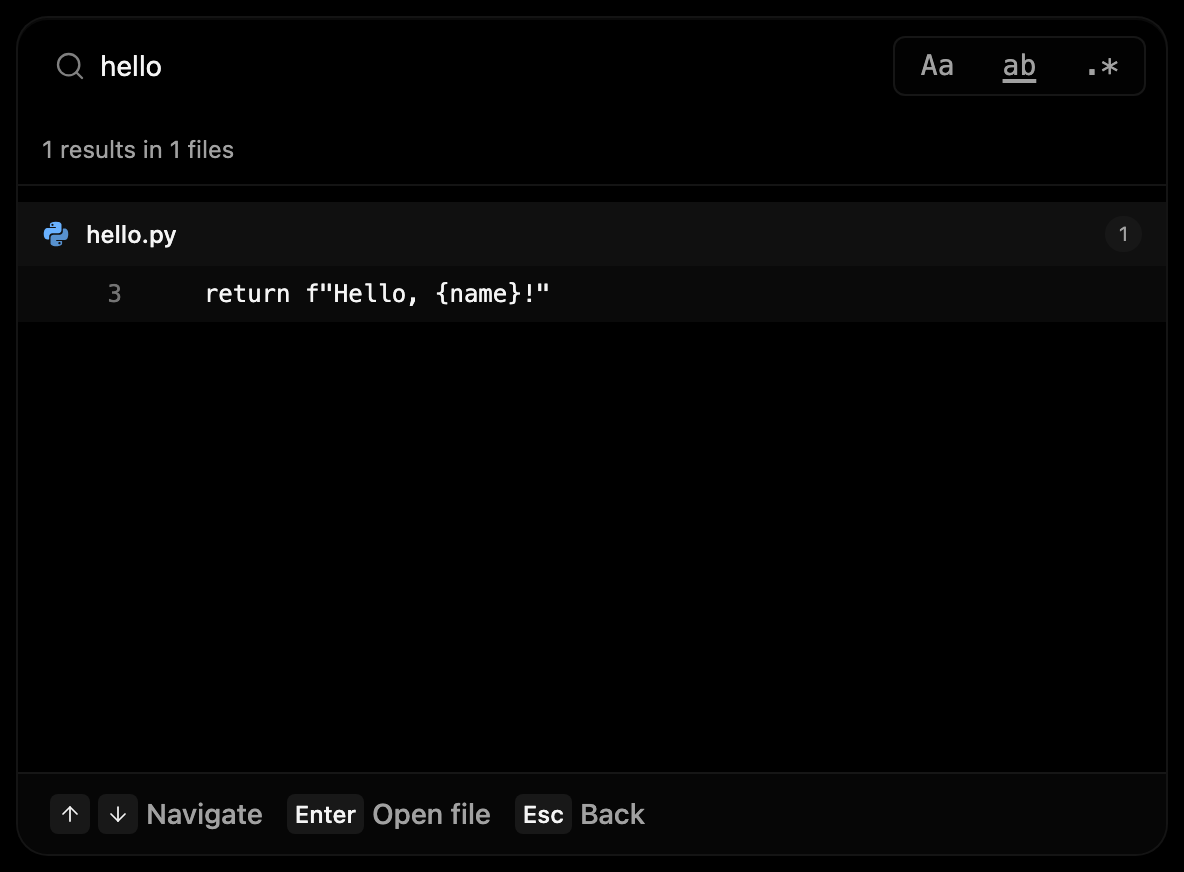 hello Aa ab .*
1 results in 1 files
hello.py 1
3 return f"Hello, {name}!"
↑ ↓ Navigate Enter Open file Esc Back